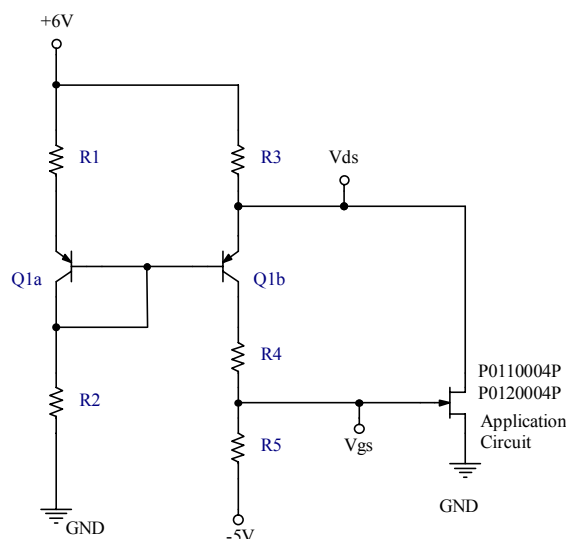 +6V
R1
R3
Vds
Q1a
Q1b
R4
P0110004P
P0120004P
R2
Application
Circuit
R5
Vgs
GND
GND
-5V